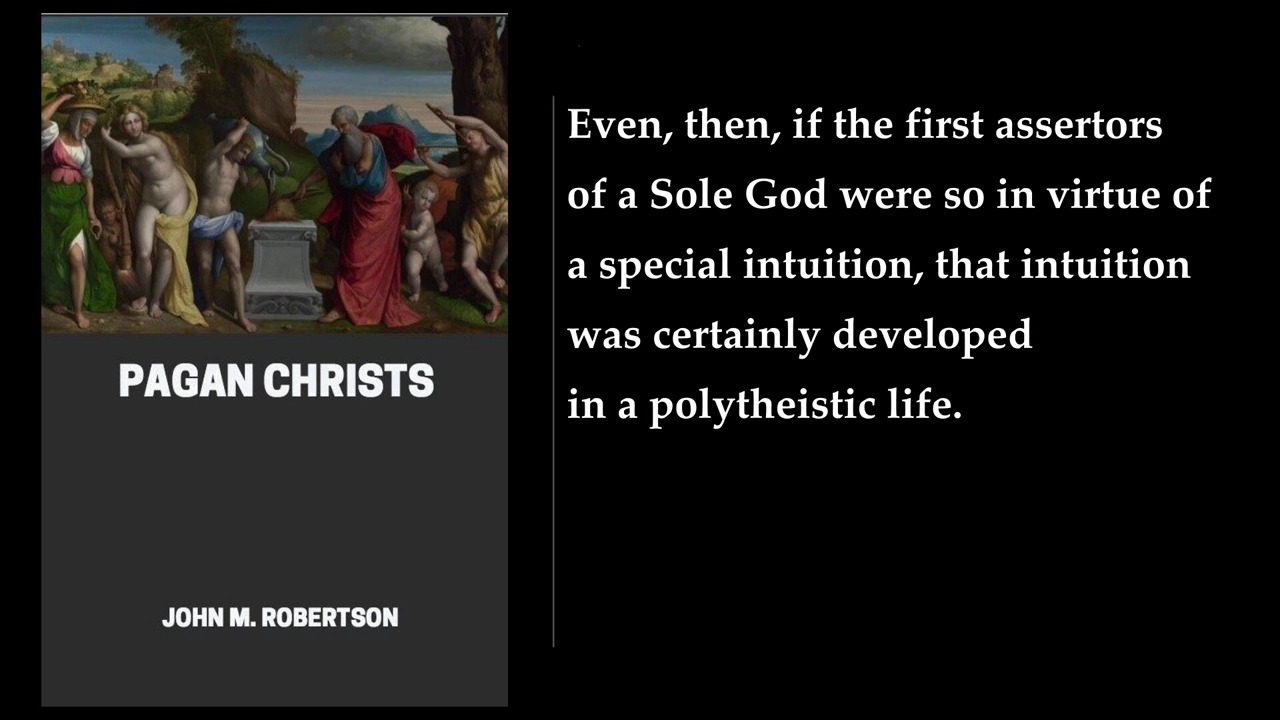 PAGAN CHRISTS
JOHN M. ROBERTSON
Even, then, if the first assertors
of a Sole God were so in virtue of
a special intuition, that intuition
was certainly developed
in a polytheistic life.